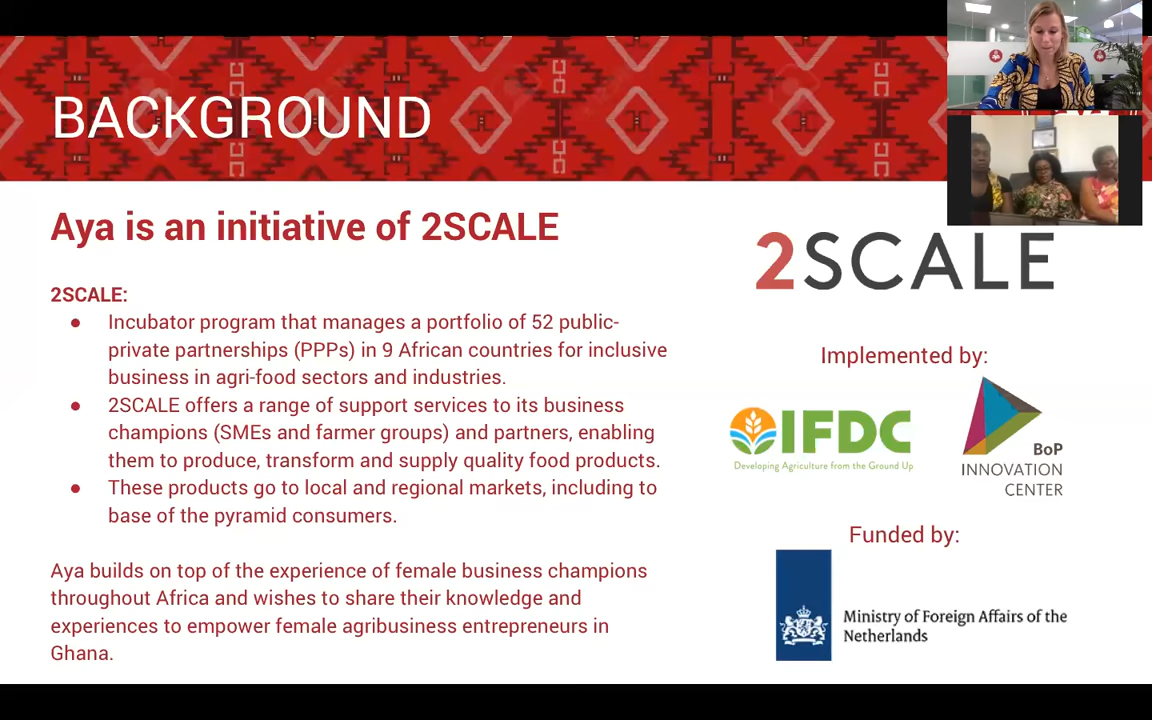 BACKGROUND
Aya is an initiative of 2SCALE
2SCALE:
● Incubator program that manages a portfolio of 52 public-
private partnerships (PPPs) in 9 African countries for inclusive
business in agri-food sectors and industries.
● 2SCALE offers a range of support services to its business
champions (SMEs and farmer groups) and partners, enabling
them to produce, transform and supply quality food products.
● These products go to local and regional markets, including to
base of the pyramid consumers.
Aya builds on top of the experience of female business champions
throughout Africa and wishes to share their knowledge and
experiences to empower female agribusiness entrepreneurs in
Ghana.
2SCALE
Implemented by:
IFDC
Developing Agriculture from the Ground Up
BoP
INNOVATION
CENTER
Funded by:
Ministry of Foreign Affairs of the
Netherlands